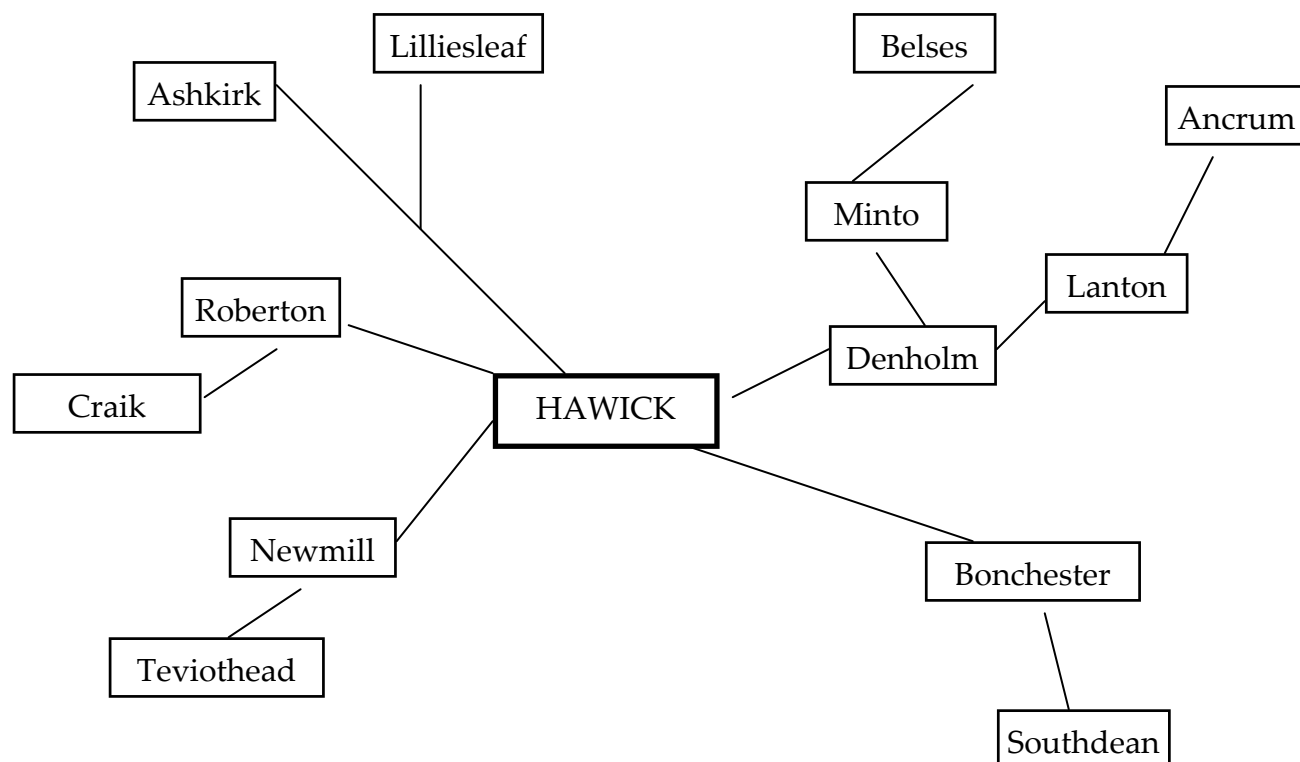 Lilliesleaf
Belses
Ashkirk
Ancrum
Minto
Lanton
Roberton
Denholm
Craik
HAWICK
Newmill
Bonchester
Teviothead
Southdean